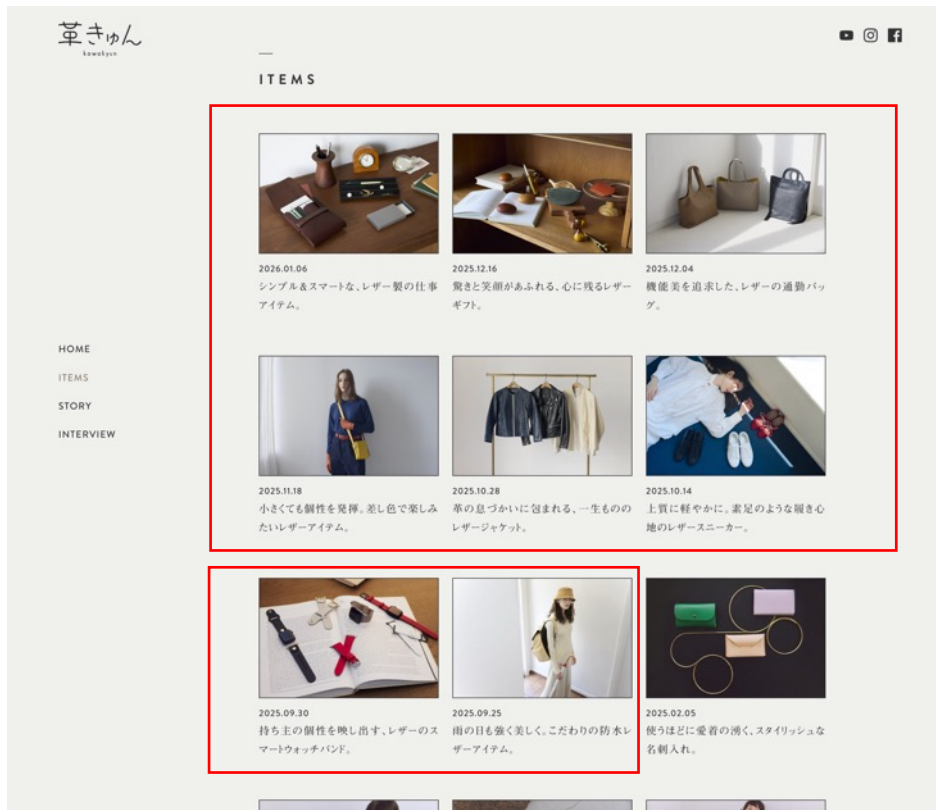 革きゅん
kawakyun
ITEMS
2026.01.06
シンプル＆スマートな、レザー製の仕事
アイテム。
2025.12.16
驚きと笑顔があふれる、心に残るレザー
ギフト。
2025.12.04
機能美を追求した、レザーの通勤バッ
グ。
HOME
ITEMS
STORY
INTERVIEW
2025.11.18
小さくても個性を発揮。差し色で楽しみ
たいレザーアイテム。
2025.10.28
革の息づかいに包まれる、一生ものの
レザージャケット。
2025.10.14
上質に軽やかに。素足のような履き心
地のレザースニーカー。
2025.09.30
持ち主の個性を映し出す、レザーのス
マートウォッチバンド。
2025.09.25
雨の日も強く美しく。こだわりの防水レ
ザーアイテム。
2025.02.05
使うほどに愛着の湧く、スタイリッシュな
名刺入れ。